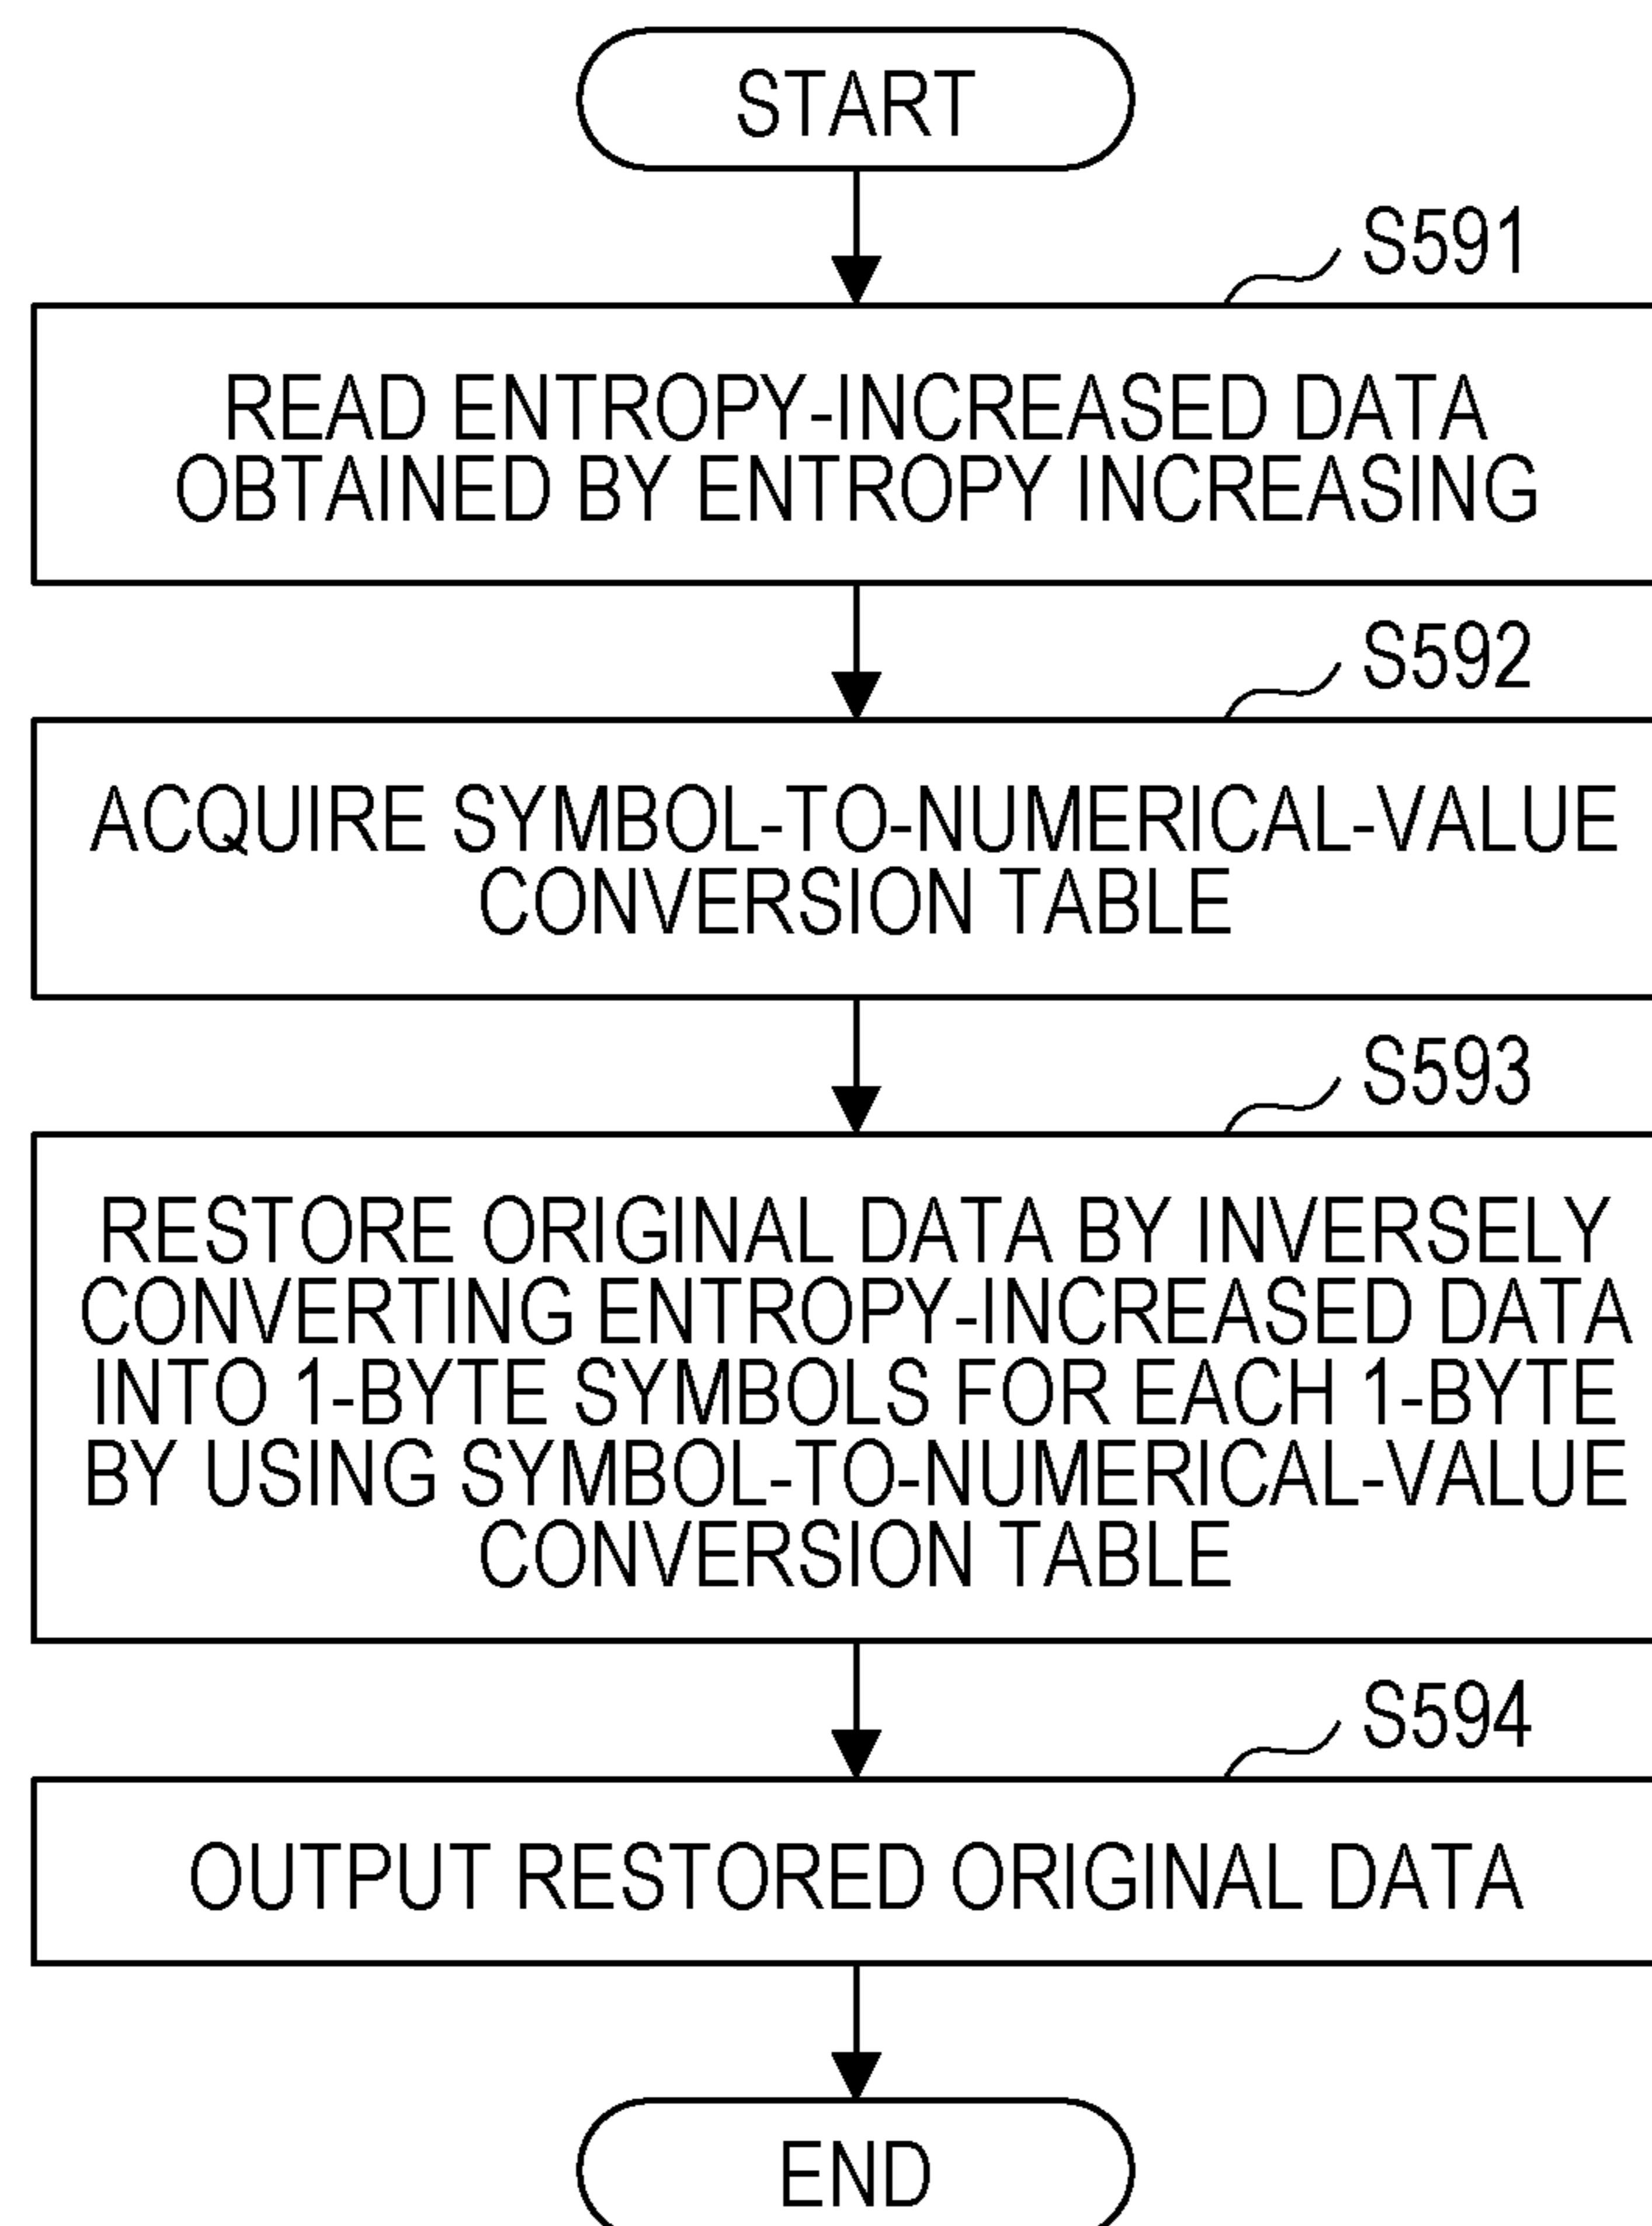 START
S591
READ ENTROPY-INCREASED DATA
OBTAINED BY ENTROPY INCREASING
S592
ACQUIRE SYMBOL-TO-NUMERICAL-VALUE
CONVERSION TABLE
S593
RESTORE ORIGINAL DATA BY INVERSELY
CONVERTING ENTROPY-INCREASED DATA
INTO 1-BYTE SYMBOLS FOR EACH 1-BYTE
BY USING SYMBOL-TO-NUMERICAL-VALUE
CONVERSION TABLE
S594
OUTPUT RESTORED ORIGINAL DATA
END